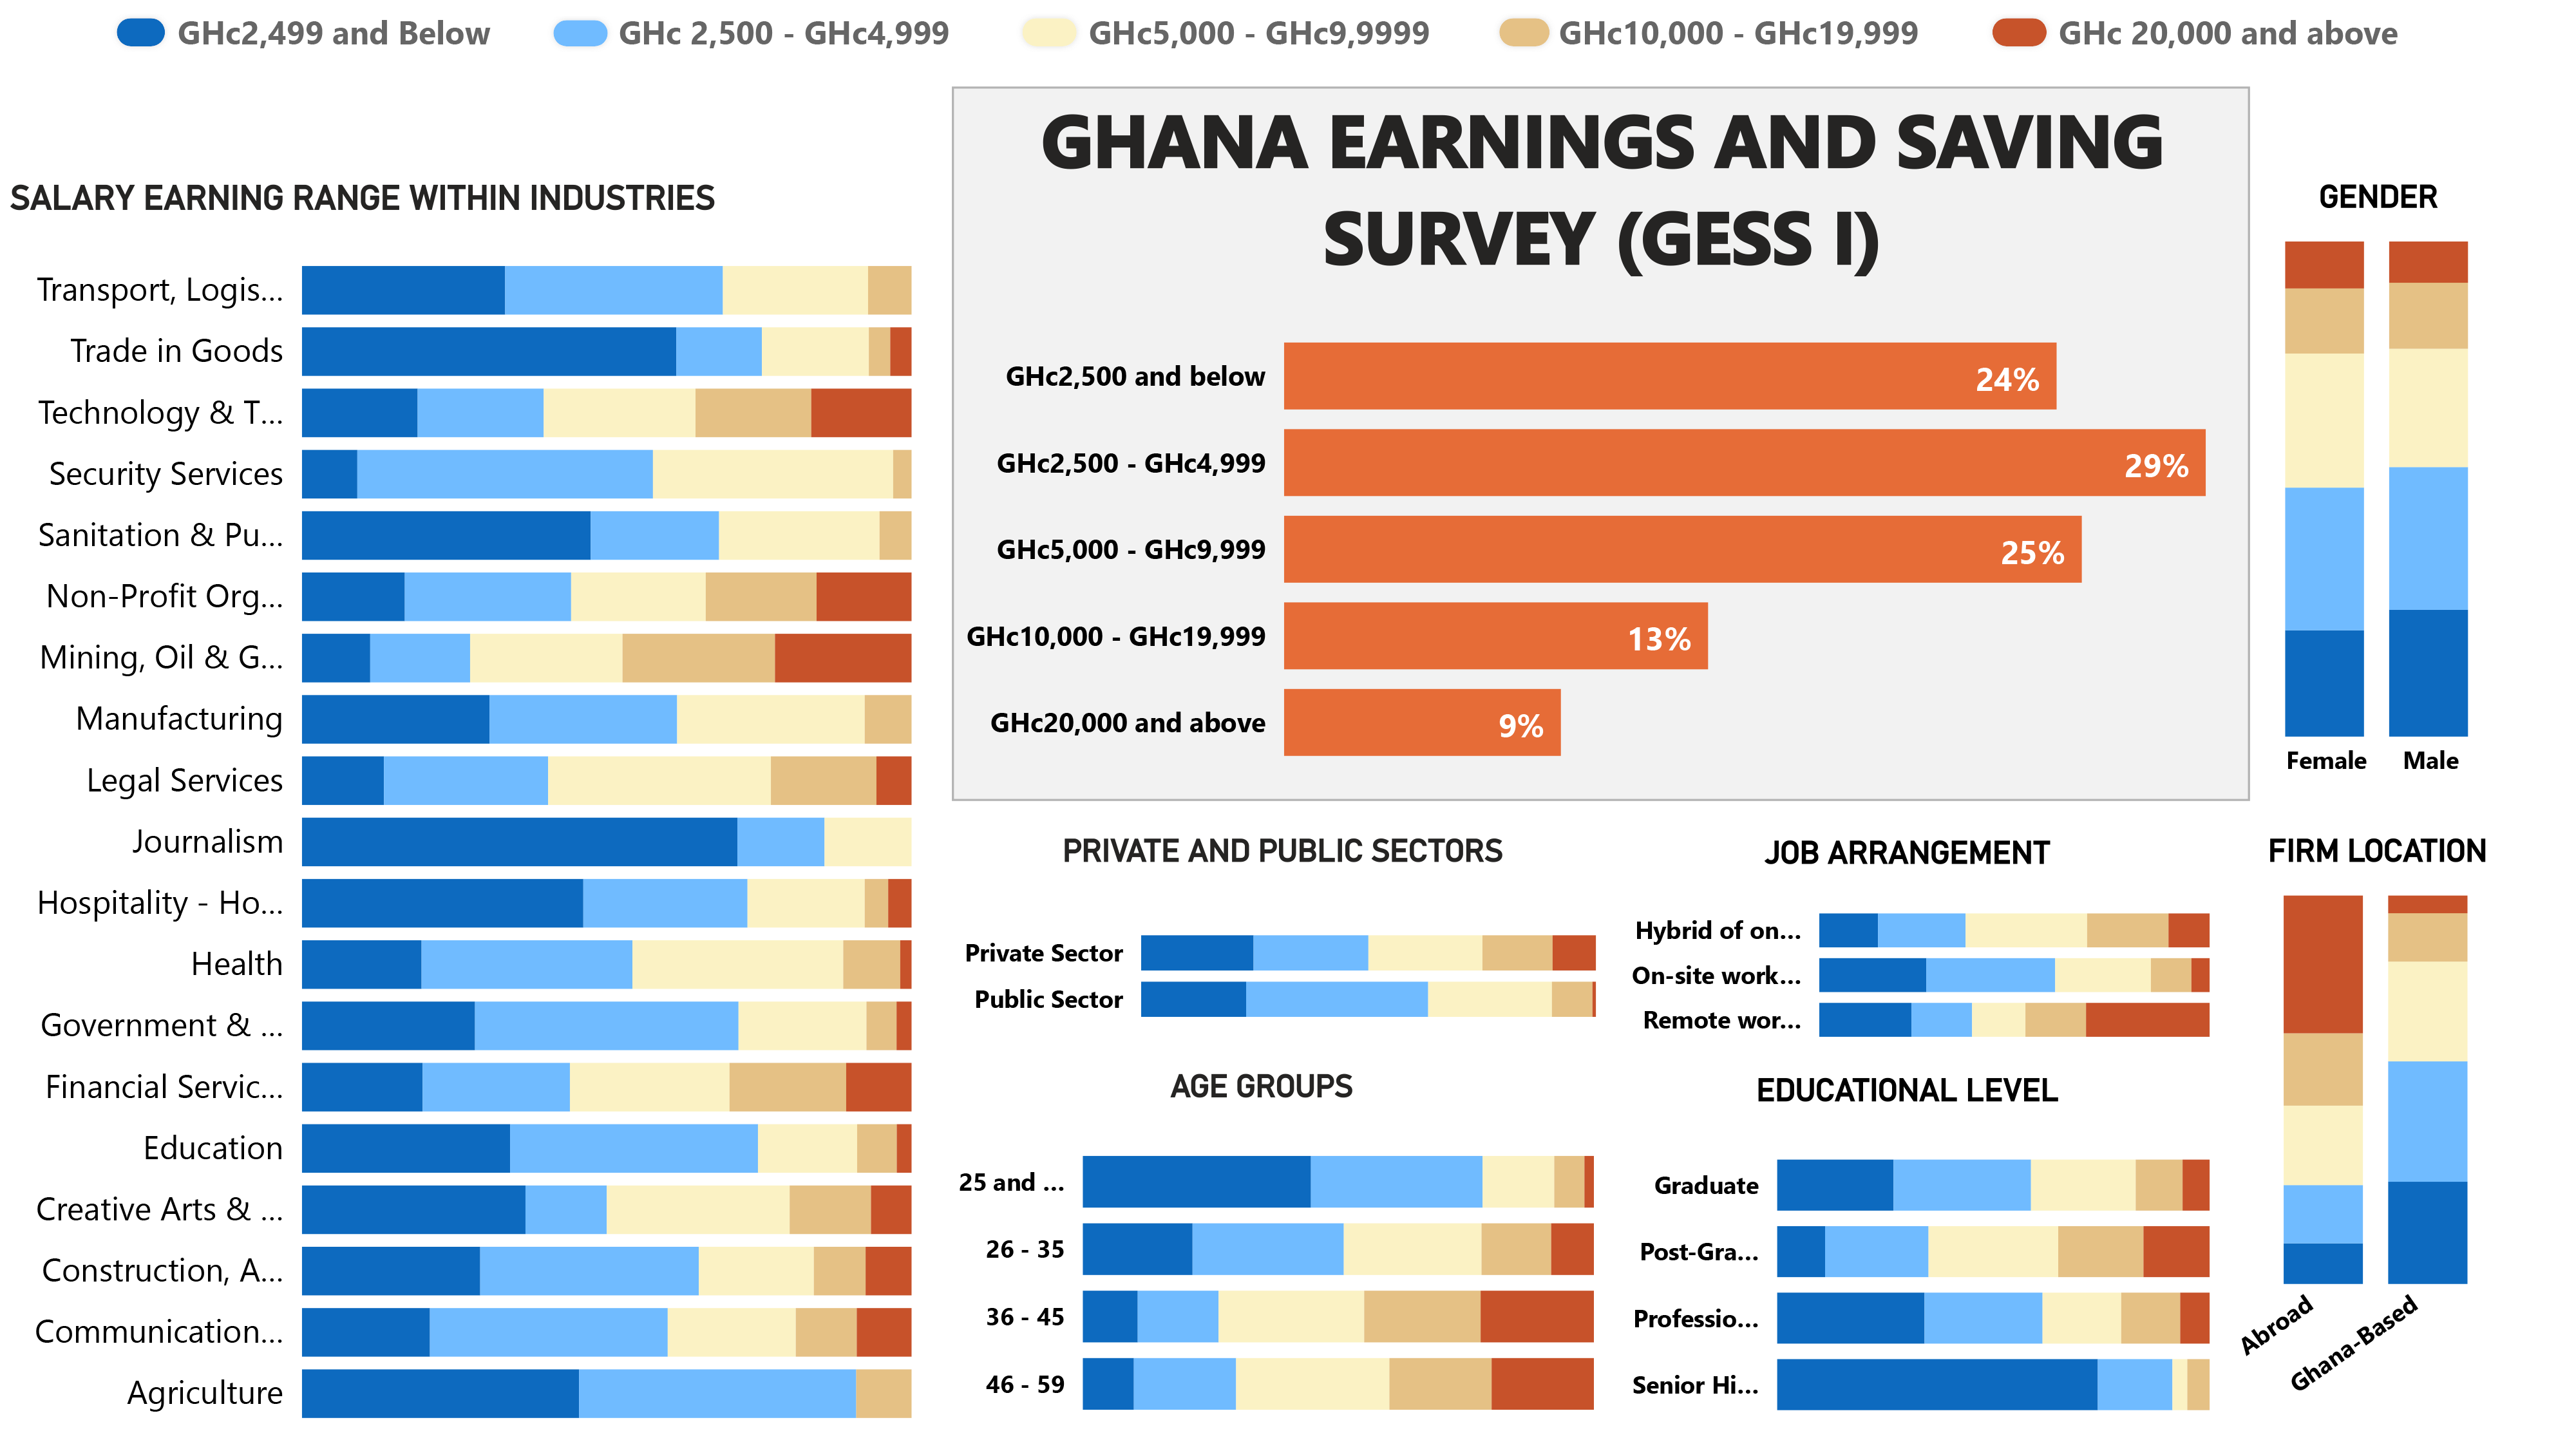 GHc2,499 and Below
GHc 2,500 - GHc4,999
GHc5,000 - GHc9,9999
GHc10,000 - GHc19,999
GHc 20,000 and above
SALARY EARNING RANGE WITHIN INDUSTRIES
Transport, Logis...
Trade in Goods
Technology & T...
Security Services
Sanitation & Pu...
Non-Profit Org...
Mining, Oil & G...
Manufacturing
Legal Services
Journalism
Hospitality - Ho...
Health
Government & ...
Financial Servic...
Education
Creative Arts & ...
Construction, A...
Communication...
Agriculture
GHANA EARNINGS AND SAVING
SURVEY (GESS I)
GHc2,500 and below
24%
GHc2,500 - GHc4,999
29%
GHc5,000 - GHc9,999
25%
GHc10,000 - GHc19,999
13%
GHc20,000 and above
9%
GENDER
Female
Male
PRIVATE AND PUBLIC SECTORS
Private Sector
Public Sector
JOB ARRANGEMENT
Hybrid of on...
On-site work...
Remote wor...
FIRM LOCATION
Abroad
Ghana-Based
AGE GROUPS
25 and ...
26 - 35
36 - 45
46 - 59
EDUCATIONAL LEVEL
Graduate
Post-Gra...
Professio...
Senior Hi...